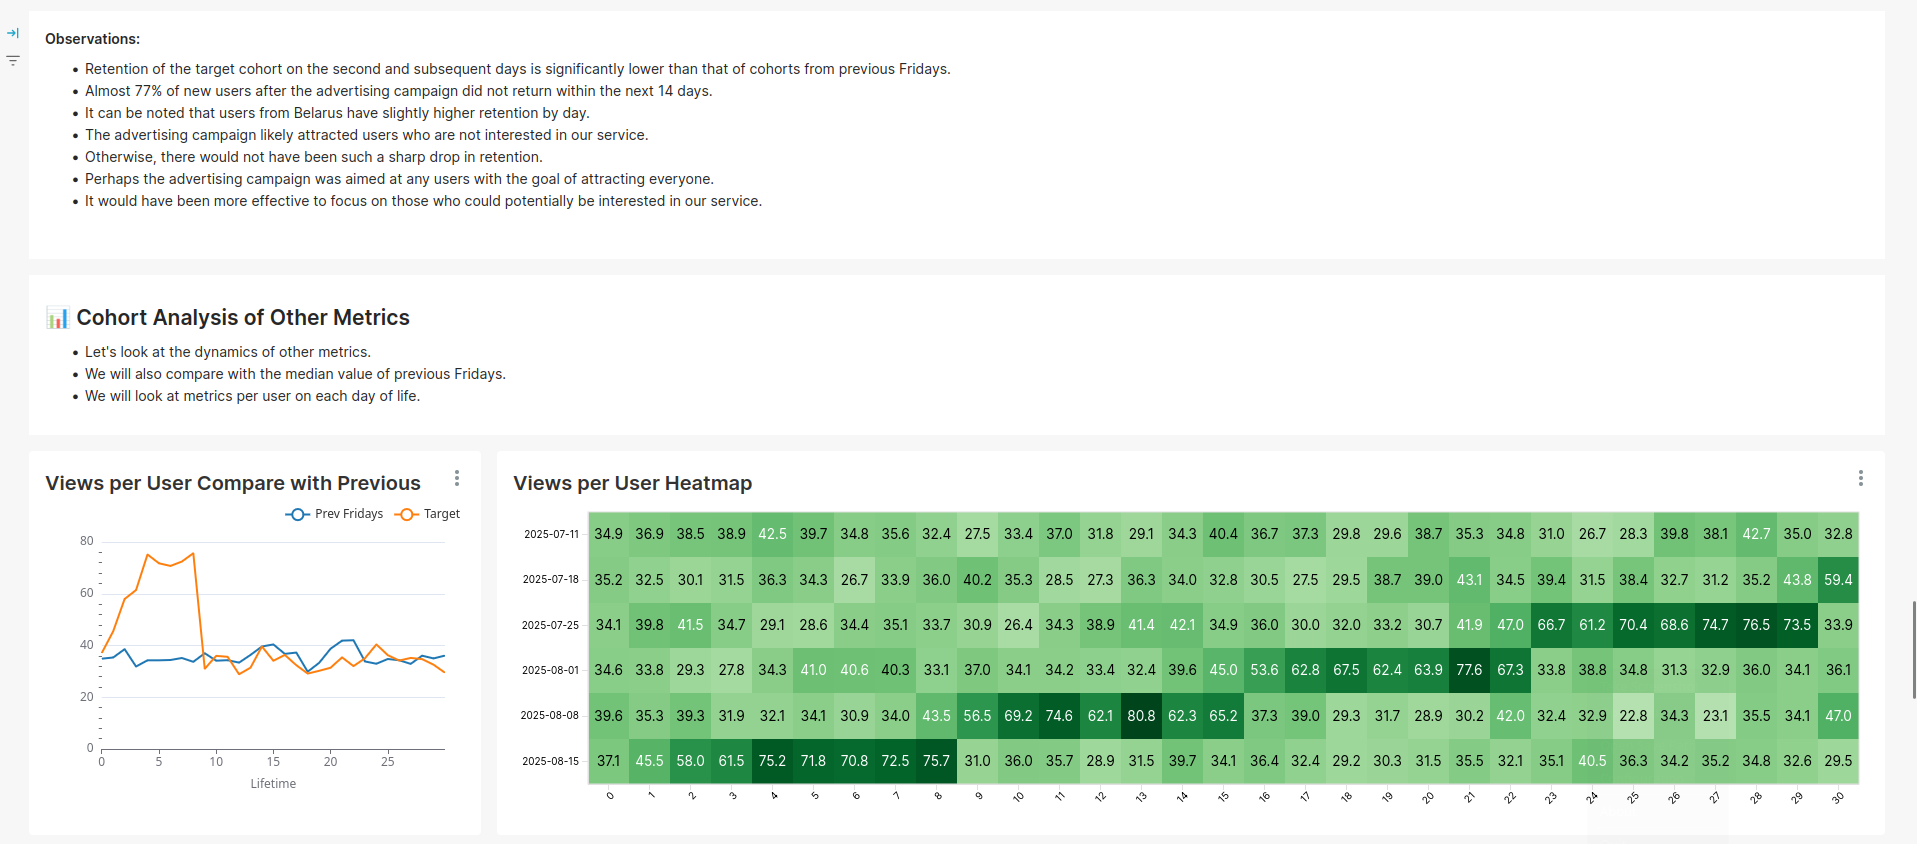 Observations:
• Retention of the target cohort on the second and subsequent days is significantly lower than that of cohorts from previous Fridays.
• Almost 77% of new users after the advertising campaign did not return within the next 14 days.
• It can be noted that users from Belarus have slightly higher retention by day.
• The advertising campaign likely attracted users who are not interested in our service.
• Otherwise, there would not have been such a sharp drop in retention.
• Perhaps the advertising campaign was aimed at any users with the goal of attracting everyone.
• It would have been more effective to focus on those who could potentially be interested in our service.
📊 Cohort Analysis of Other Metrics
• Let's look at the dynamics of other metrics.
• We will also compare with the median value of previous Fridays.
• We will look at metrics per user on each day of life.
Views per User Compare with Previous
Prev Fridays Target
80
60
40
20
0
0 5 10 15 20 25
Lifetime
Views per User Heatmap
2025-07-11 34.9 36.9 38.5 38.9 42.5 39.7 34.8 35.6 32.4 27.5 33.4 37.0 31.8 29.1 34.3 40.4 36.7 37.3 29.8 29.6 38.7 35.3 34.8 31.0 26.7 28.3 39.8 38.1 42.7 35.0 32.8
2025-07-18 35.2 32.5 30.1 31.5 36.3 34.3 26.7 33.9 36.0 40.2 35.3 28.5 27.3 36.3 34.0 32.8 30.5 27.5 29.5 38.7 39.0 43.1 34.5 39.4 31.5 38.4 32.7 31.2 35.2 43.8 59.4
2025-07-25 34.1 39.8 41.5 34.7 29.1 28.6 34.4 35.1 33.7 30.9 26.4 34.3 38.9 41.4 42.1 34.9 36.0 30.0 32.0 33.2 30.7 41.9 47.0 66.7 61.2 70.4 68.6 74.7 76.5 73.5 33.9
2025-08-01 34.6 33.8 29.3 27.8 34.3 41.0 40.6 40.3 33.1 37.0 34.1 34.2 33.4 32.4 39.6 45.0 53.6 62.8 67.5 62.4 63.9 77.6 67.3 33.8 38.8 34.8 31.3 32.9 36.0 34.1 36.1
2025-08-08 39.6 35.3 39.3 31.9 32.1 34.1 30.9 34.0 43.5 56.5 69.2 74.6 62.1 80.8 62.3 65.2 37.3 39.0 29.3 31.7 28.9 30.2 42.0 32.4 32.9 22.8 34.3 23.1 35.5 34.1 47.0
2025-08-15 37.1 45.5 58.0 61.5 75.2 71.8 70.8 72.5 75.7 31.0 36.0 35.7 28.9 31.5 39.7 34.1 36.4 32.4 29.2 30.3 31.5 35.5 32.1 35.1 40.5 36.3 34.2 35.2 34.8 32.6 29.5
0 1 2 3 4 5 6 7 8 9 10 11 12 13 14 15 16 17 18 19 20 21 22 23 24 25 26 27 28 29 30